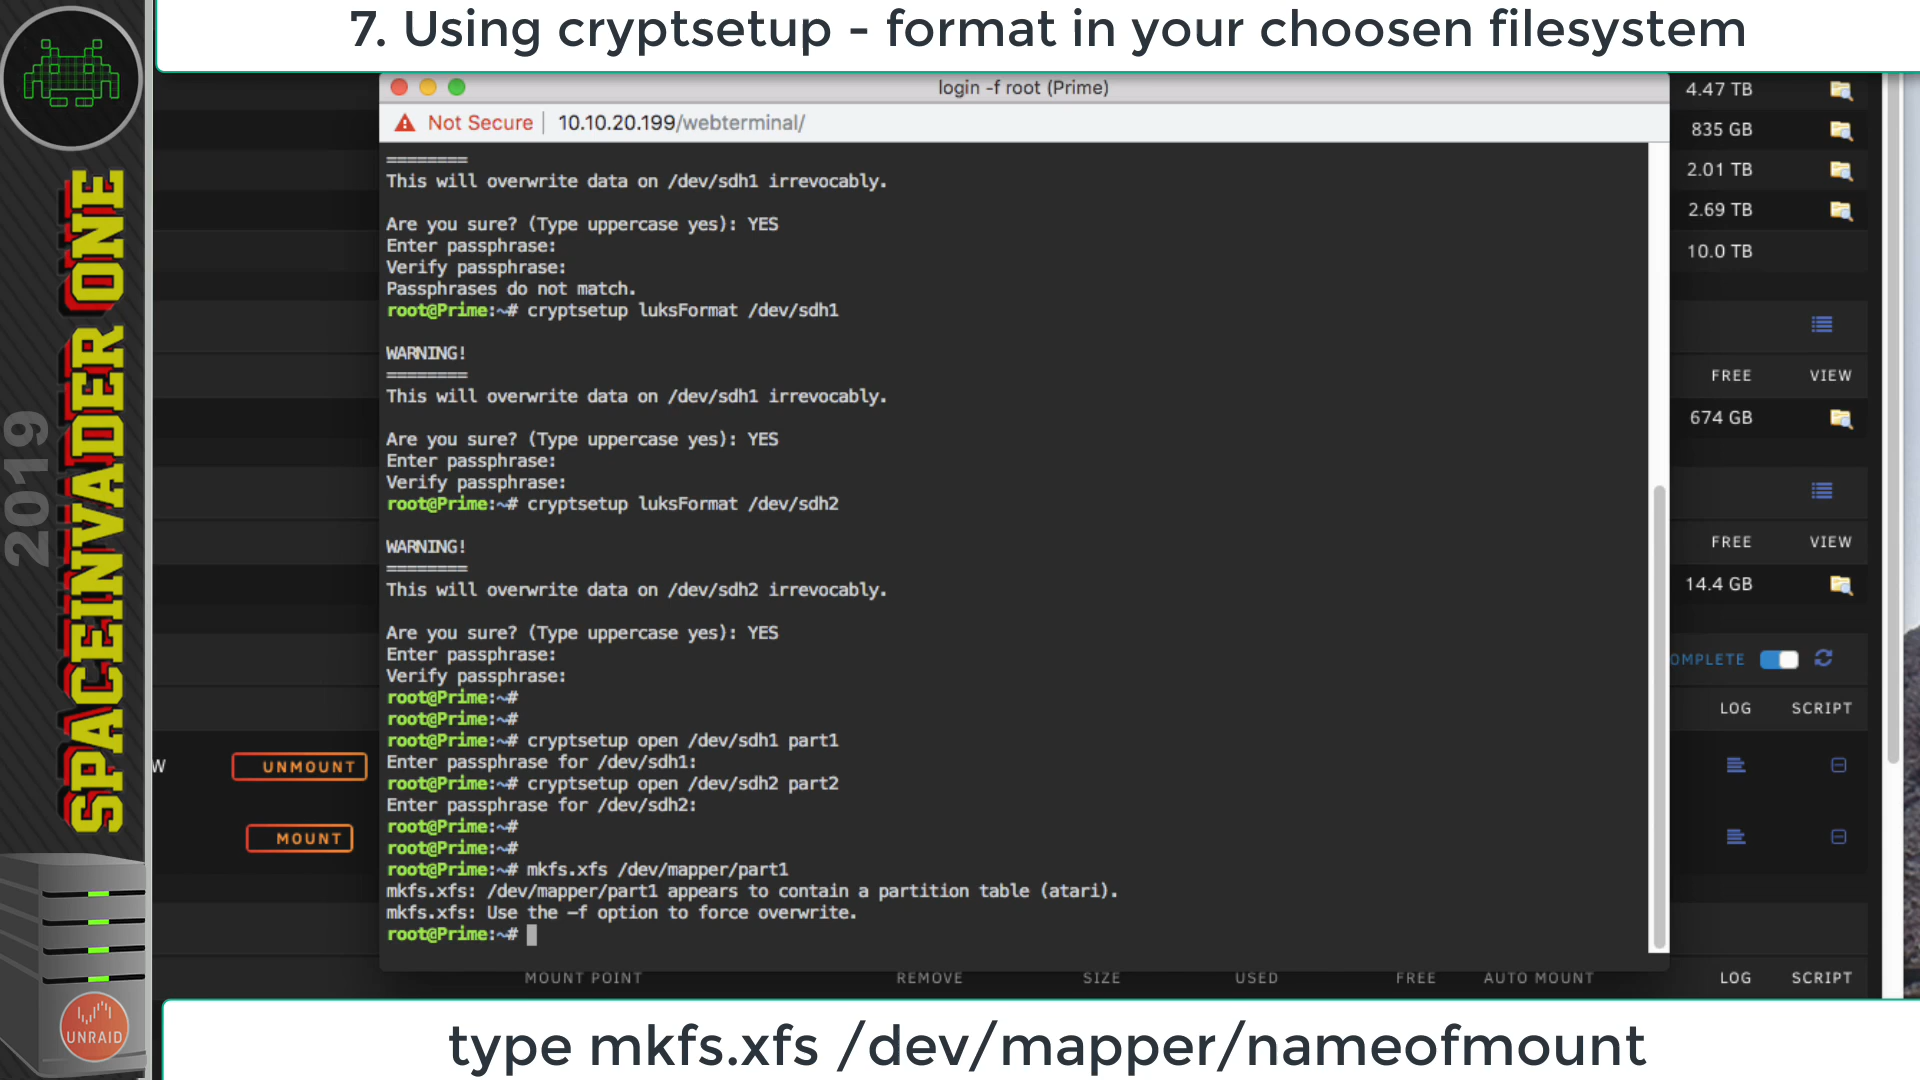 7. Using cryptsetup - format in your choosen filesystem
login -f root (Prime)
Not Secure | 10.10.20.199/webterminal/
========
This will overwrite data on /dev/sdh1 irrevocably.
Are you sure? (Type uppercase yes): YES
Enter passphrase:
Verify passphrase:
Passphrases do not match.
root@Prime:~# cryptsetup luksFormat /dev/sdh1
WARNING!
========
This will overwrite data on /dev/sdh1 irrevocably.
Are you sure? (Type uppercase yes): YES
Enter passphrase:
Verify passphrase:
root@Prime:~# cryptsetup luksFormat /dev/sdh2
WARNING!
========
This will overwrite data on /dev/sdh2 irrevocably.
Are you sure? (Type uppercase yes): YES
Enter passphrase:
Verify passphrase:
root@Prime:~#
root@Prime:~#
root@Prime:~# cryptsetup open /dev/sdh1 part1
Enter passphrase for /dev/sdh1:
root@Prime:~# cryptsetup open /dev/sdh2 part2
Enter passphrase for /dev/sdh2:
root@Prime:~#
root@Prime:~#
root@Prime:~# mkfs.xfs /dev/mapper/part1
mkfs.xfs: /dev/mapper/part1 appears to contain a partition table (atari).
mkfs.xfs: Use the -f option to force overwrite.
root@Prime:~#
4.47 TB
835 GB
2.01 TB
2.69 TB
10.0 TB
FREE VIEW
674 GB
FREE VIEW
14.4 GB
OMPLETE
LOG SCRIPT
W UNMOUNT
MOUNT
MOUNT POINT REMOVE SIZE USED FREE AUTO MOUNT LOG SCRIPT
2019
SPACEINVADER ONE
UNRAID
type mkfs.xfs /dev/mapper/nameofmount